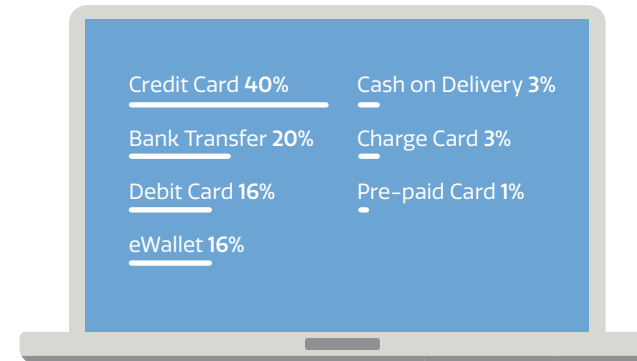 Credit Card 40%
Bank Transfer 20%
Debit Card 16%
eWallet 16%
Cash on Delivery 3%
Charge Card 3%
Pre-paid Card 1%